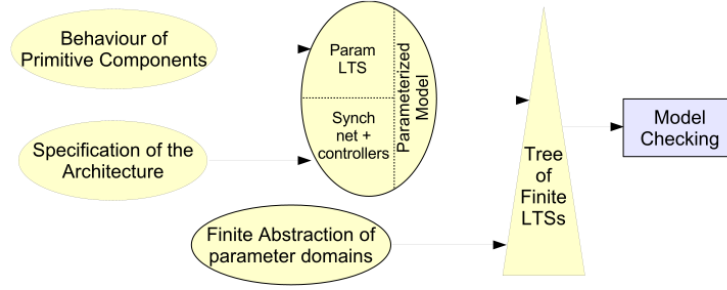 Behaviour of
Primitive Components
Param
LTS
Parameterized
Model
Synch
net +
controllers
Specification of the
Architecture
Tree
of
Finite
LTSs
Model
Checking
Finite Abstraction of
parameter domains